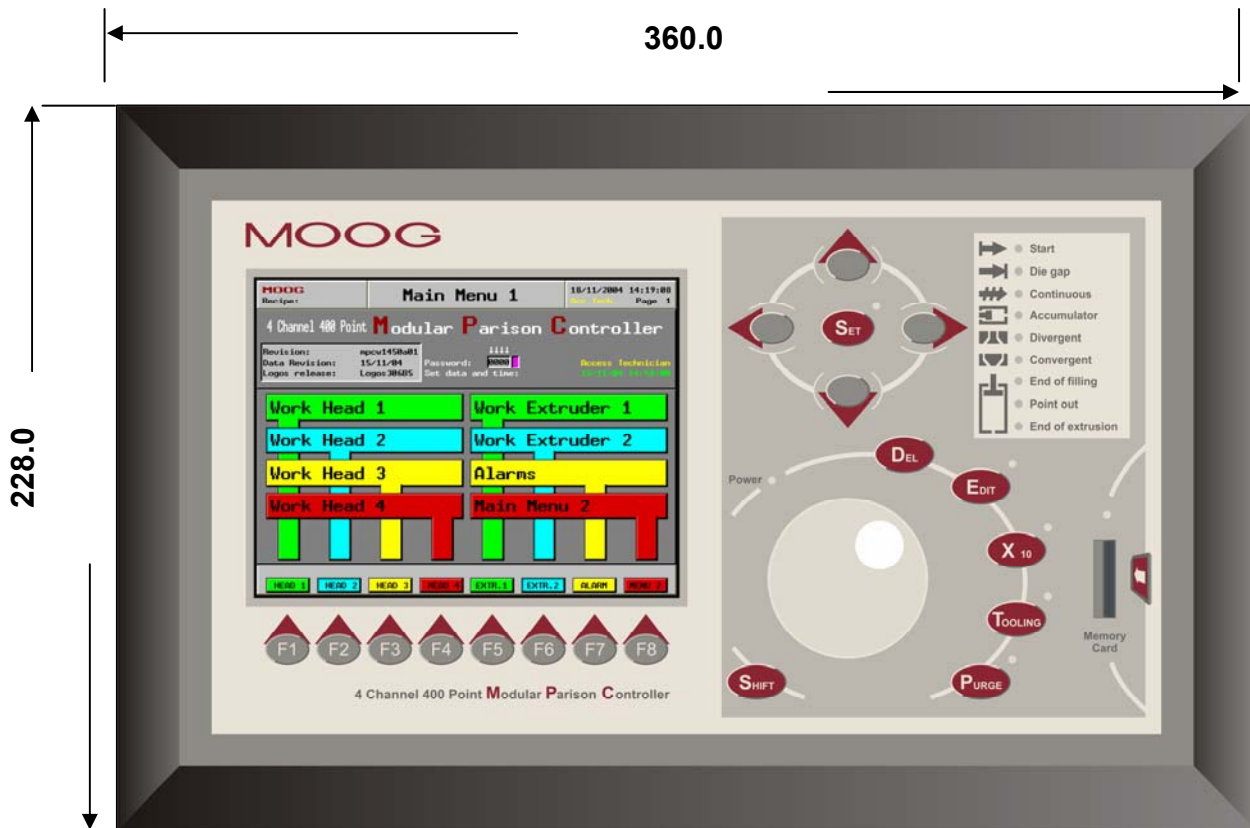 360.0
228.0
MOOG
MOOG
Recipe:
Main Menu 1
18/11/2004 14:19:08
Page 1
4 Channel 400 Point Modular Parison Controller
Revision: mpcw1450a01
Data Revision: 15/11/04
Logos release:
Password: 0000
Set data and time:
Access Technician
Work Head 1
Work Extruder 1
Work Head 2
Work Extruder 2
Work Head 3
Alarms
Work Head 4
Main Menu 2
HEAD 1 HEAD 2 HEAD 3 HEAD 4 EXTR.1 EXTR.2 ALARM
F1 F2 F3 F4 F5 F6 F7 F8
4 Channel 400 Point Modular Parison Controller
SET
Start
Die gap
Continuous
Accumulator
Divergent
Convergent
End of filling
Point out
End of extrusion
Power
DEL
EDIT
X 10
TOOLING
PURGE
SHIFT
Memory
Card